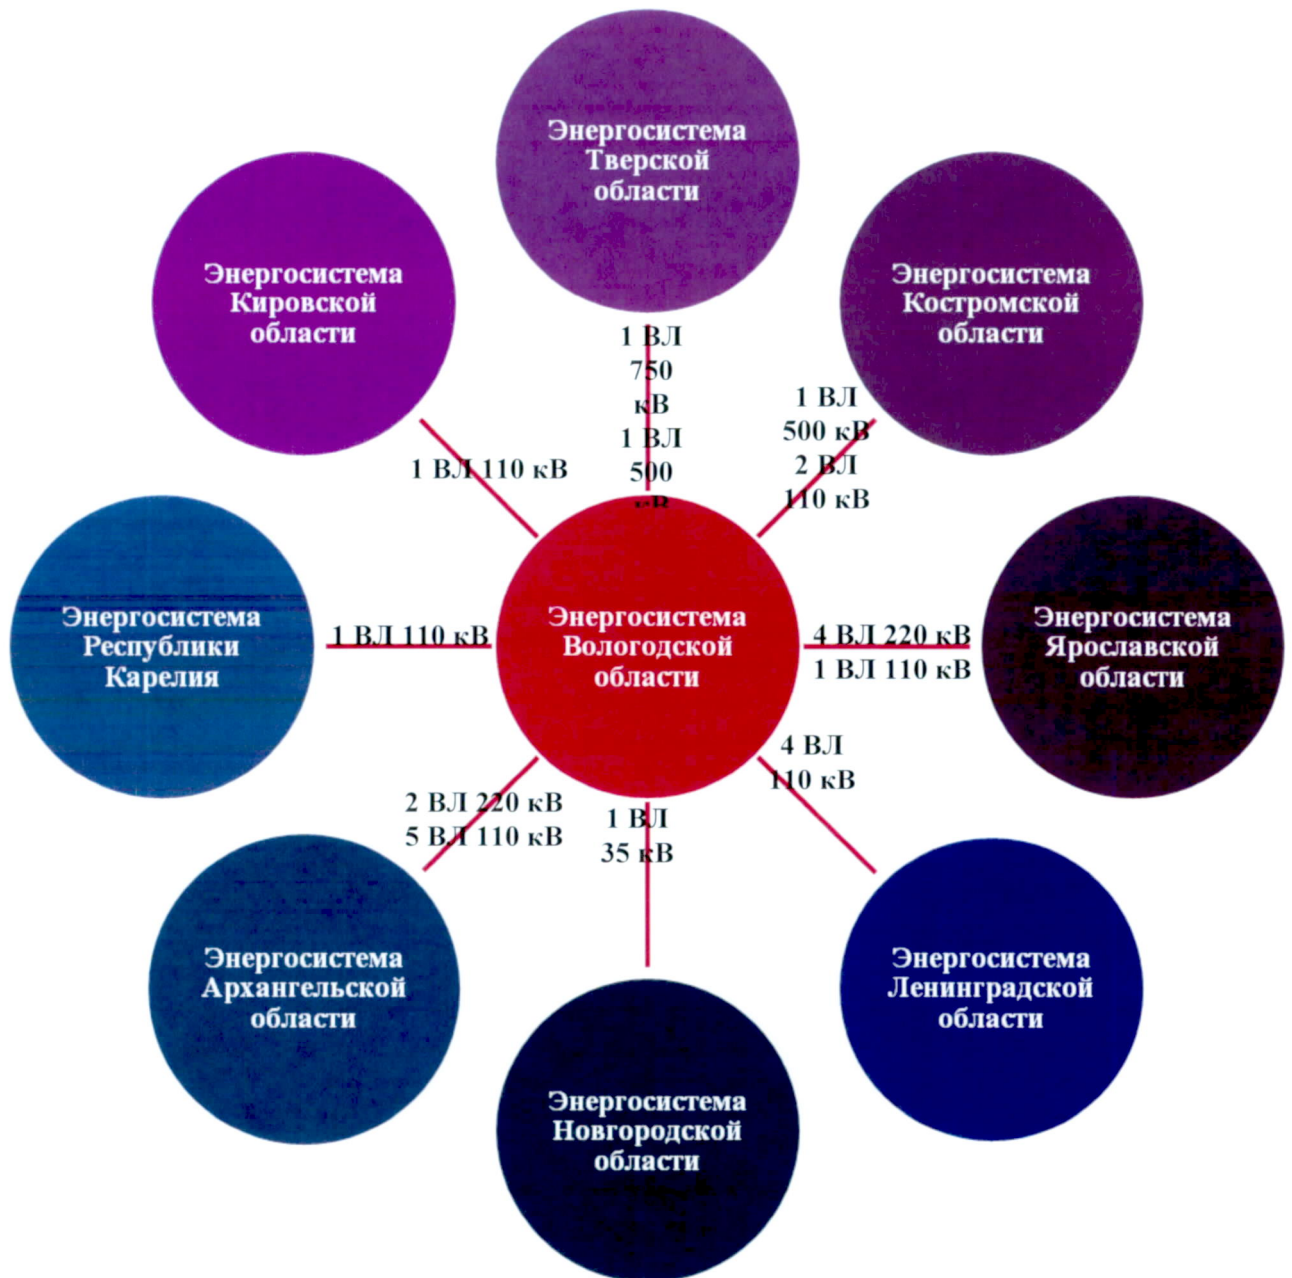 Энергосистема
Тверской
области
Энергосистема
Кировской
области
Энергосистема
Костромской
области
1 ВЛ
750
кВ
1 ВЛ
500
кВ
1 ВЛ
500 кВ
2 ВЛ
110 кВ
1 ВЛ 110 кВ
Энергосистема
Республики
Карелия
1 ВЛ 110 кВ
Энергосистема
Вологодской
области
4 ВЛ 220 кВ
1 ВЛ 110 кВ
Энергосистема
Ярославской
области
4 ВЛ
110 кВ
2 ВЛ 220 кВ
5 ВЛ 110 кВ
1 ВЛ
35 кВ
Энергосистема
Архангельской
области
Энергосистема
Ленинградской
области
Энергосистема
Новгородской
области